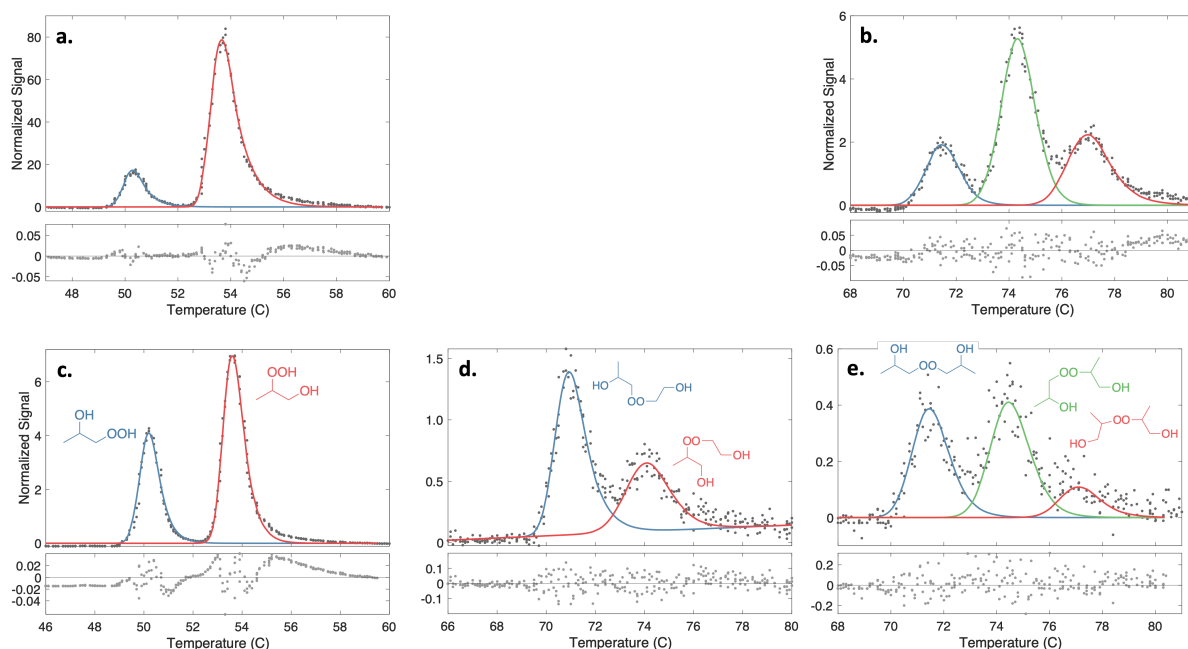 a.
Normalized Signal
80
60
40
20
0
0.05
0
-0.05
48 50 52 54 56 58 60
Temperature (C)
b.
Normalized Signal
6
4
2
0
0.05
0
-0.05
68 70 72 74 76 78 80
Temperature (C)
c.
Normalized Signal
6
4
2
0
OH
OOH
OOH
OH
0.02
0
-0.02
-0.04
46 48 50 52 54 56 58 60
Temperature (C)
d.
1.5
1.0
0.5
0
HO
OO
OH
OO
OH
OH
0.1
0
-0.1
66 68 70 72 74 76 78 80
Temperature (C)
e.
0.6
0.4
0.2
0
OH
OH
OO
OO
OH
OH
OO
HO
OH
0.2
0
-0.2
68 70 72 74 76 78 80
Temperature (C)